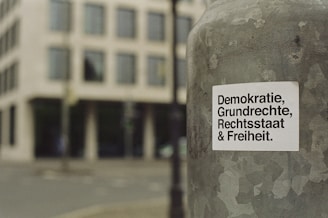 Demokratie,
Grundrechte,
Rechtsstaat
& Freiheit.